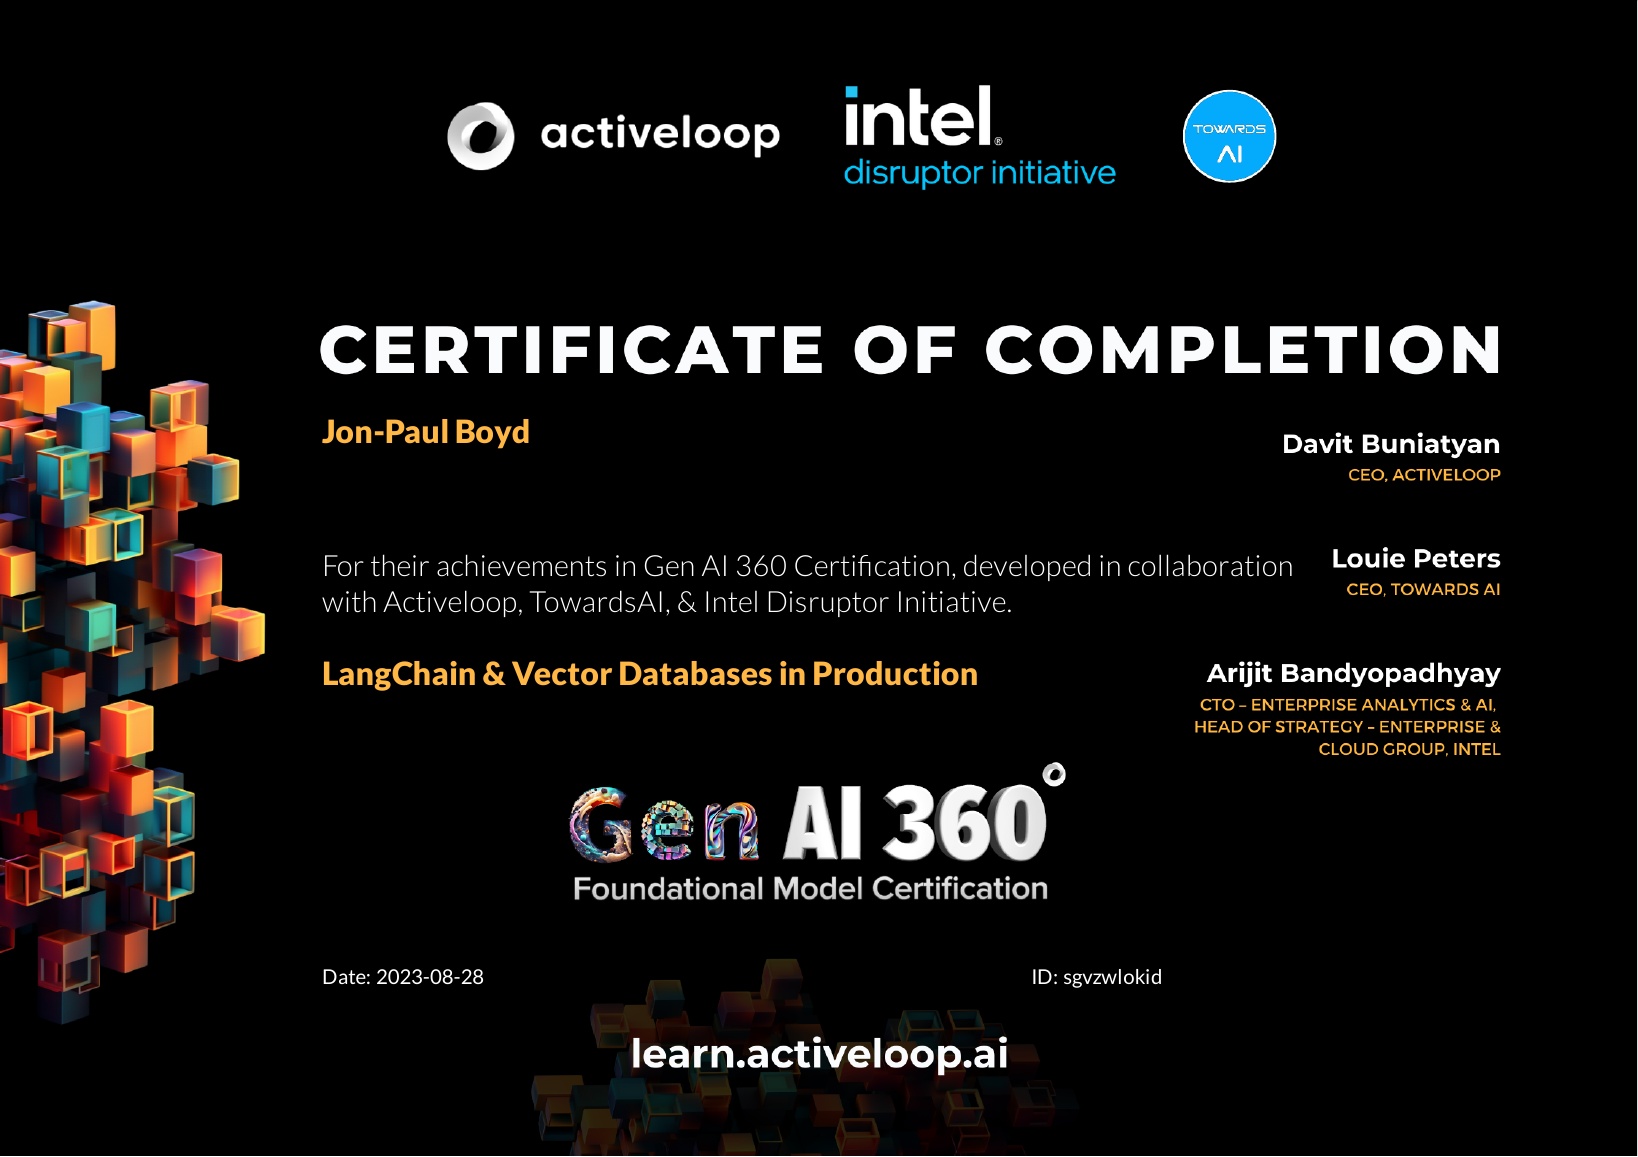 activeloop
intel®
disruptor initiative
TOWARDS
AI
CERTIFICATE OF COMPLETION
Jon-Paul Boyd
For their achievements in Gen AI 360 Certification, developed in collaboration
with Activeloop, TowardsAI, & Intel Disruptor Initiative.
LangChain & Vector Databases in Production
Davit Buniatyan
CEO, ACTIVELOOP
Louie Peters
CEO, TOWARDS AI
Arijit Bandyopadhyay
CTO – ENTERPRISE ANALYTICS & AI,
HEAD OF STRATEGY – ENTERPRISE &
CLOUD GROUP, INTEL
Gen AI 360°
Foundational Model Certification
Date: 2023-08-28
ID: sgvzwlokid
learn.activeloop.ai